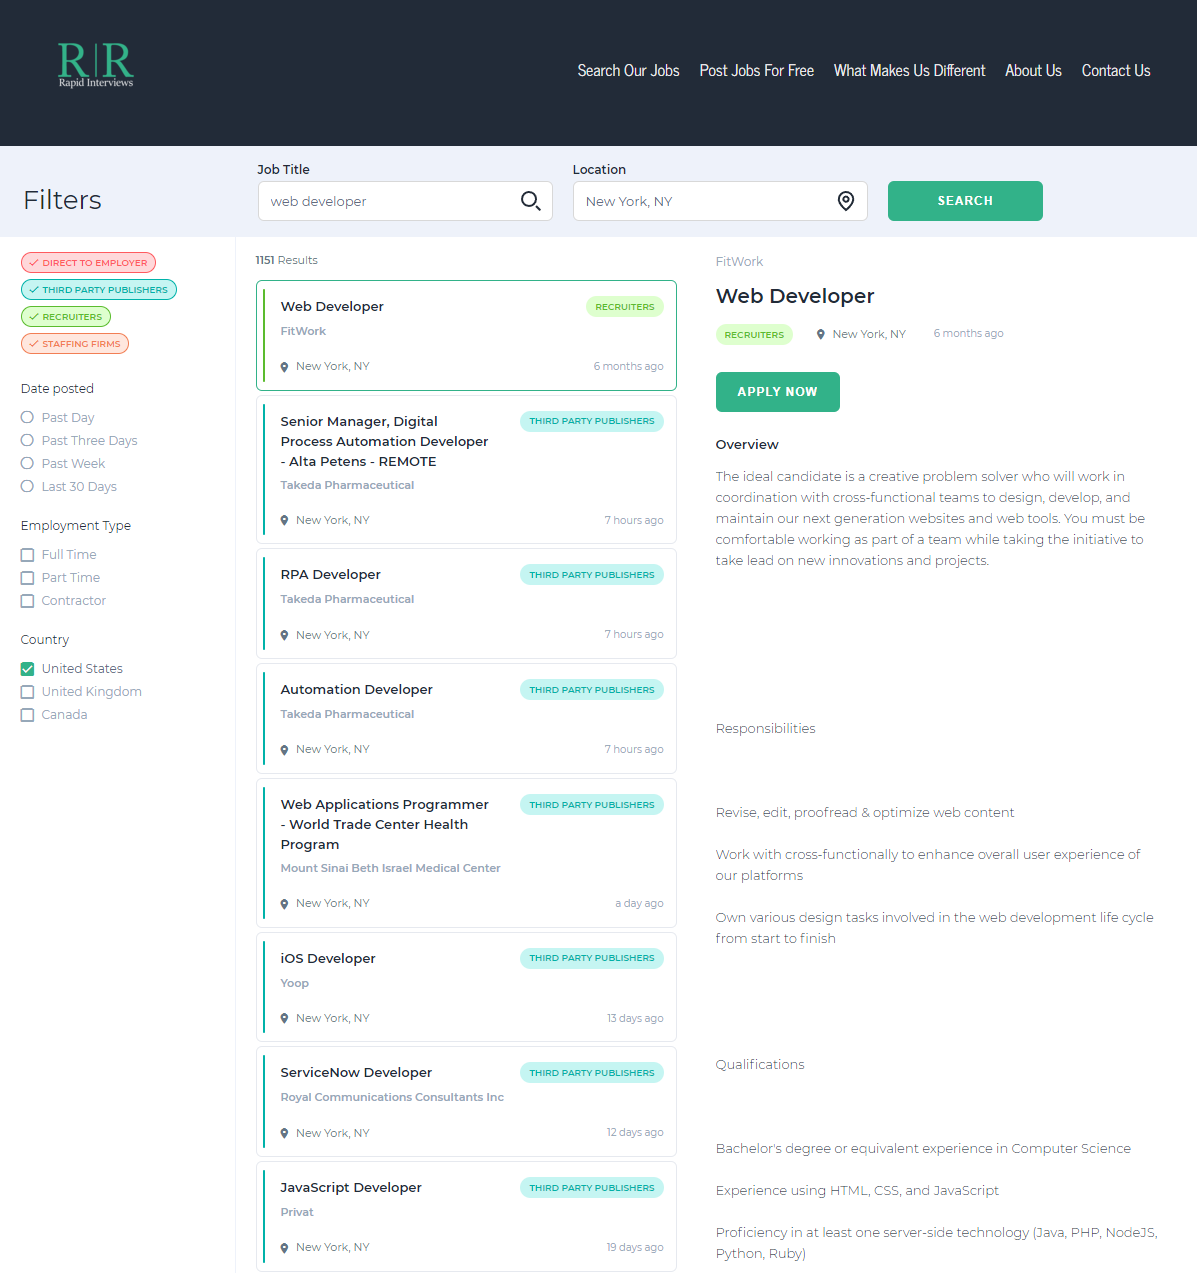 R|R
Rapid Interviews
Search Our Jobs
Post Jobs For Free
What Makes Us Different
About Us
Contact Us
Filters
Job Title
web developer
Location
New York, NY
SEARCH
DIRECT TO EMPLOYER
THIRD PARTY PUBLISHERS
RECRUITERS
STAFFING FIRMS
Date posted
Past Day
Past Three Days
Past Week
Last 30 Days
Employment Type
Full Time
Part Time
Contractor
Country
United States
United Kingdom
Canada
1151 Results
Web Developer
RECRUITERS
FitWork
New York, NY
6 months ago
Senior Manager, Digital
Process Automation Developer
- Alta Petens - REMOTE
THIRD PARTY PUBLISHERS
Takeda Pharmaceutical
New York, NY
7 hours ago
RPA Developer
THIRD PARTY PUBLISHERS
Takeda Pharmaceutical
New York, NY
7 hours ago
Automation Developer
THIRD PARTY PUBLISHERS
Takeda Pharmaceutical
New York, NY
7 hours ago
Web Applications Programmer
- World Trade Center Health
Program
THIRD PARTY PUBLISHERS
Mount Sinai Beth Israel Medical Center
New York, NY
a day ago
iOS Developer
THIRD PARTY PUBLISHERS
Yoop
New York, NY
13 days ago
ServiceNow Developer
THIRD PARTY PUBLISHERS
Royal Communications Consultants Inc
New York, NY
12 days ago
JavaScript Developer
THIRD PARTY PUBLISHERS
Privat
New York, NY
19 days ago
FitWork
Web Developer
RECRUITERS
New York, NY
6 months ago
APPLY NOW
Overview
The ideal candidate is a creative problem solver who will work in
coordination with cross-functional teams to design, develop, and
maintain our next generation websites and web tools. You must be
comfortable working as part of a team while taking the initiative to
take lead on new innovations and projects.
Responsibilities
Revise, edit, proofread & optimize web content
Work with cross-functionally to enhance overall user experience of
our platforms
Own various design tasks involved in the web development life cycle
from start to finish
Qualifications
Bachelor's degree or equivalent experience in Computer Science
Experience using HTML, CSS, and JavaScript
Proficiency in at least one server-side technology (Java, PHP, NodeJS,
Python, Ruby)